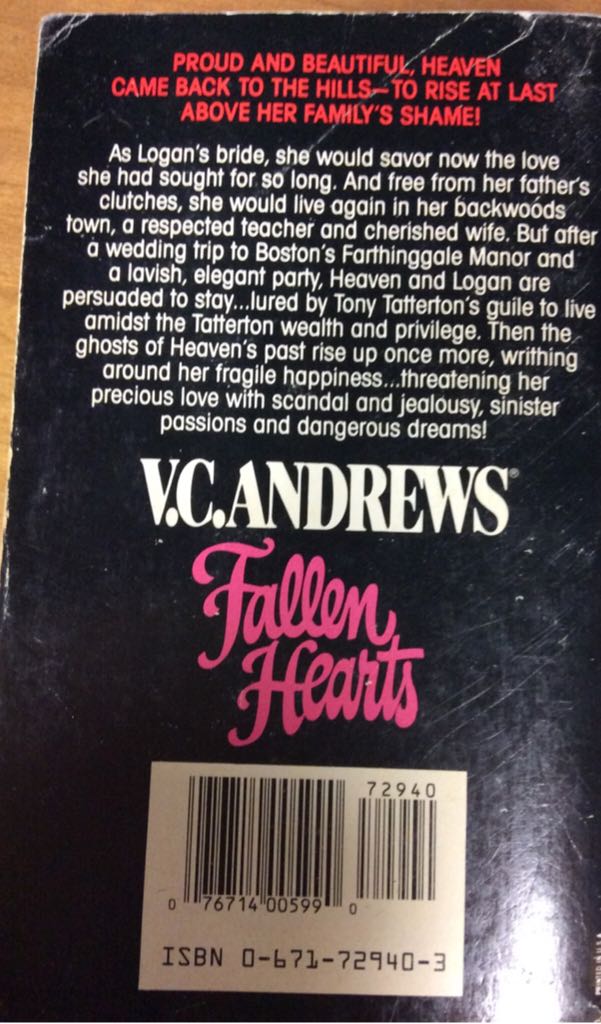 PROUD AND BEAUTIFUL, HEAVEN
CAME BACK TO THE HILLS—TO RISE AT LAST
ABOVE HER FAMILY'S SHAME!
As Logan's bride, she would savor now the love
she had sought for so long. And free from her father's
clutches, she would live again in her backwoods
town, a respected teacher and cherished wife. But after
a wedding trip to Boston's Farthinggale Manor and
a lavish, elegant party, Heaven and Logan are
persuaded to stay...lured by Tony Tatterton's guile to live
amidst the Tatterton wealth and privilege. Then the
ghosts of Heaven's past rise up once more, writhing
around her fragile happiness...threatening her
precious love with scandal and jealousy, sinister
passions and dangerous dreams!
V.C. ANDREWS®
Fallen
Hearts
72940
0 76714 00599 0
ISBN 0-671-72940-3
PRINTED IN U.S.A.